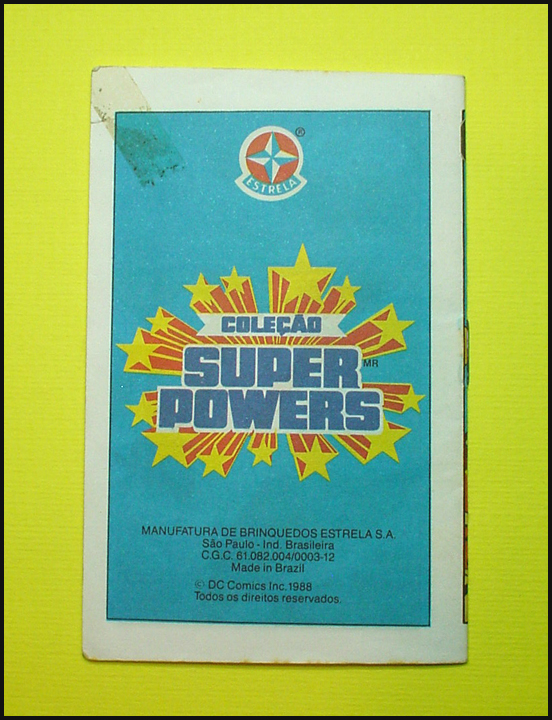 ®
ESTRELA
COLEÇÃO
SUPER MR
POWERS
MANUFATURA DE BRINQUEDOS ESTRELA S.A.
São Paulo - Ind. Brasileira
C.G.C. 61.082.004/0003-12
Made in Brazil
© DC Comics Inc. 1988
Todos os direitos reservados.